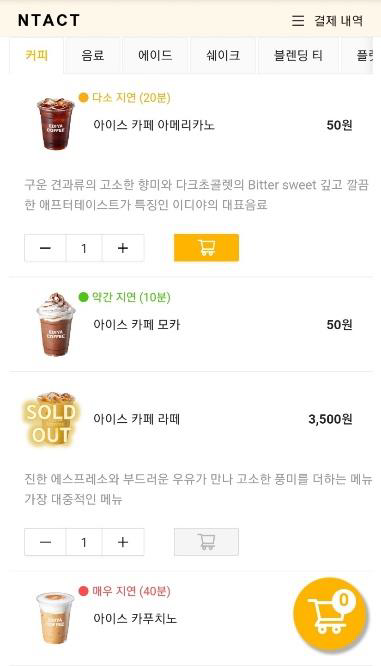 NTACT
결제 내역
커피 음료 에이드 쉐이크 블렌딩 티
다소 지연 (20분)
아이스 카페 아메리카노 50원
구운 견과류의 고소한 향미와 다크초콜렛의 Bitter sweet 깊고 깔끔
한 애프터테이스트가 특징인 이디야의 대표음료
1
약간 지연 (10분)
아이스 카페 모카 50원
SOLD
OUT
아이스 카페 라떼 3,500원
진한 에스프레소와 부드러운 우유가 만나 고소한 풍미를 더하는 메뉴
가장 대중적인 메뉴
1
매우 지연 (40분)
아이스 카푸치노
0
EDIYA
COFFEE